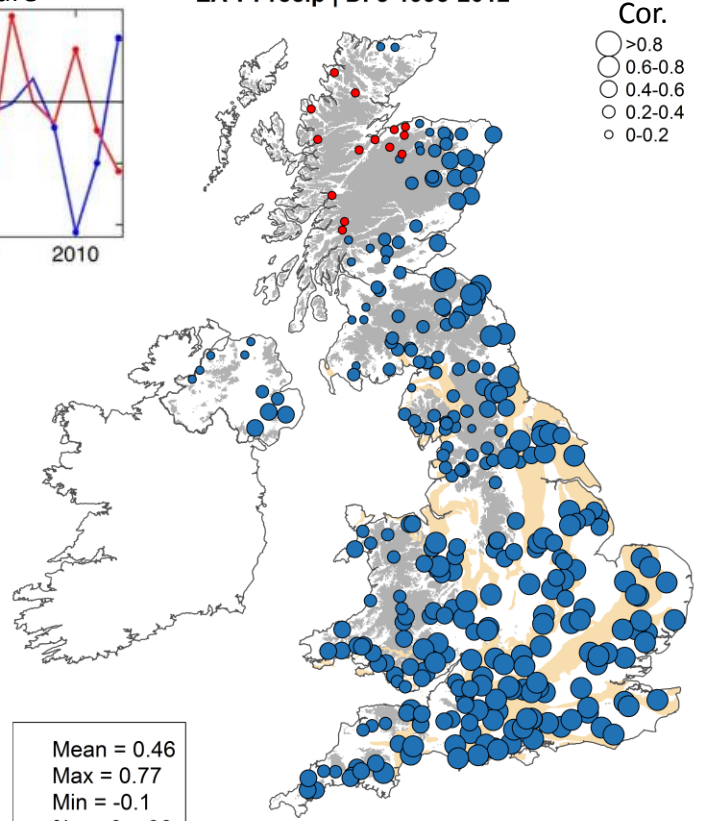 Cor.
>0.8
0.6-0.8
0.4-0.6
0.2-0.4
0-0.2
2010
Mean = 0.46
Max = 0.77
Min = -0.1